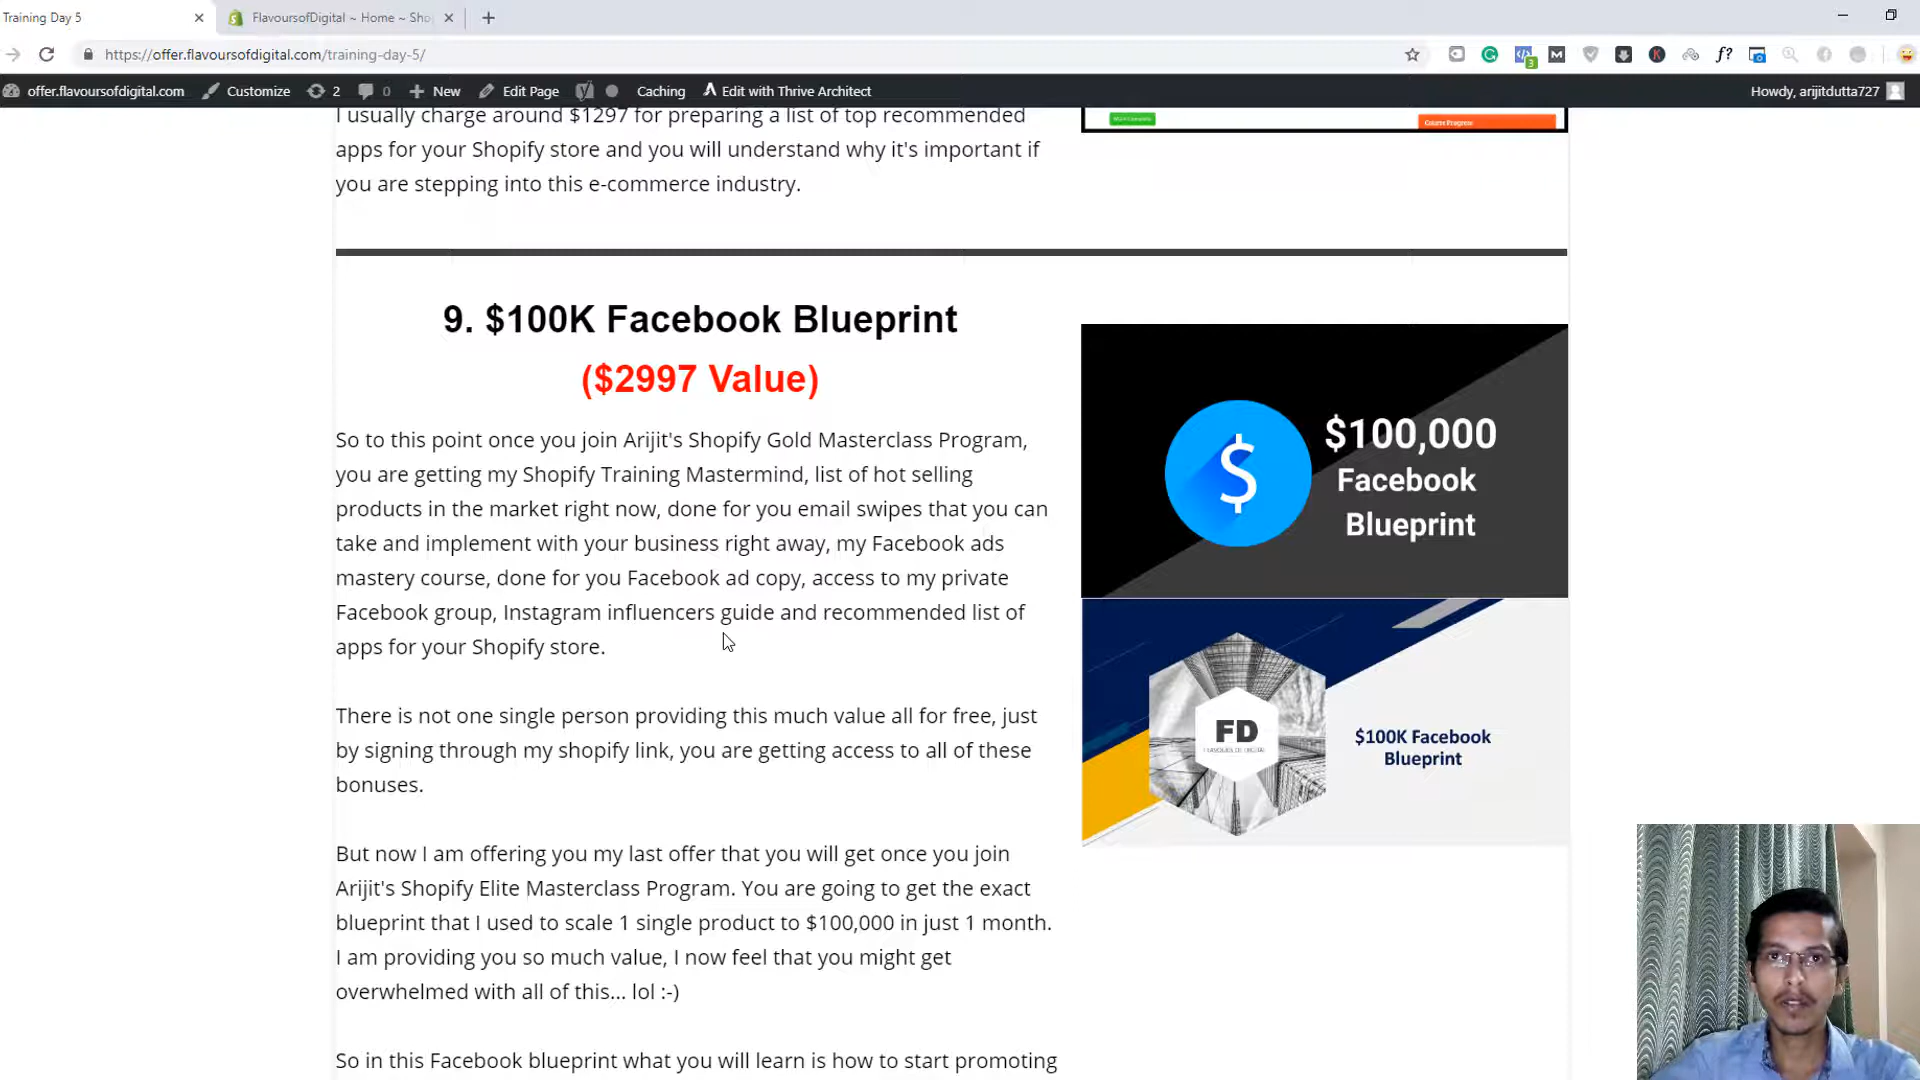 Training Day 5
FlavoursofDigital ~ Home ~ Sho
https://offer.flavoursofdigital.com/training-day-5/
3
f?
offer.flavoursofdigital.com
Customize
2
0
New
Edit Page
Caching
Edit with Thrive Architect
Howdy, arijitdutta727
I usually charge around $1297 for preparing a list of top recommended
apps for your Shopify store and you will understand why it's important if
you are stepping into this e-commerce industry.
9. $100K Facebook Blueprint
($2997 Value)
So to this point once you join Arijit's Shopify Gold Masterclass Program,
you are getting my Shopify Training Mastermind, list of hot selling
products in the market right now, done for you email swipes that you can
take and implement with your business right away, my Facebook ads
mastery course, done for you Facebook ad copy, access to my private
Facebook group, Instagram influencers guide and recommended list of
apps for your Shopify store.
There is not one single person providing this much value all for free, just
by signing through my shopify link, you are getting access to all of these
bonuses.
But now I am offering you my last offer that you will get once you join
Arijit's Shopify Elite Masterclass Program. You are going to get the exact
blueprint that I used to scale 1 single product to $100,000 in just 1 month.
I am providing you so much value, I now feel that you might get
overwhelmed with all of this... lol :-)
So in this Facebook blueprint what you will learn is how to start promoting
$
$100,000
Facebook
Blueprint
FD
FLAVOURS OF DIGITAL
$100K Facebook
Blueprint